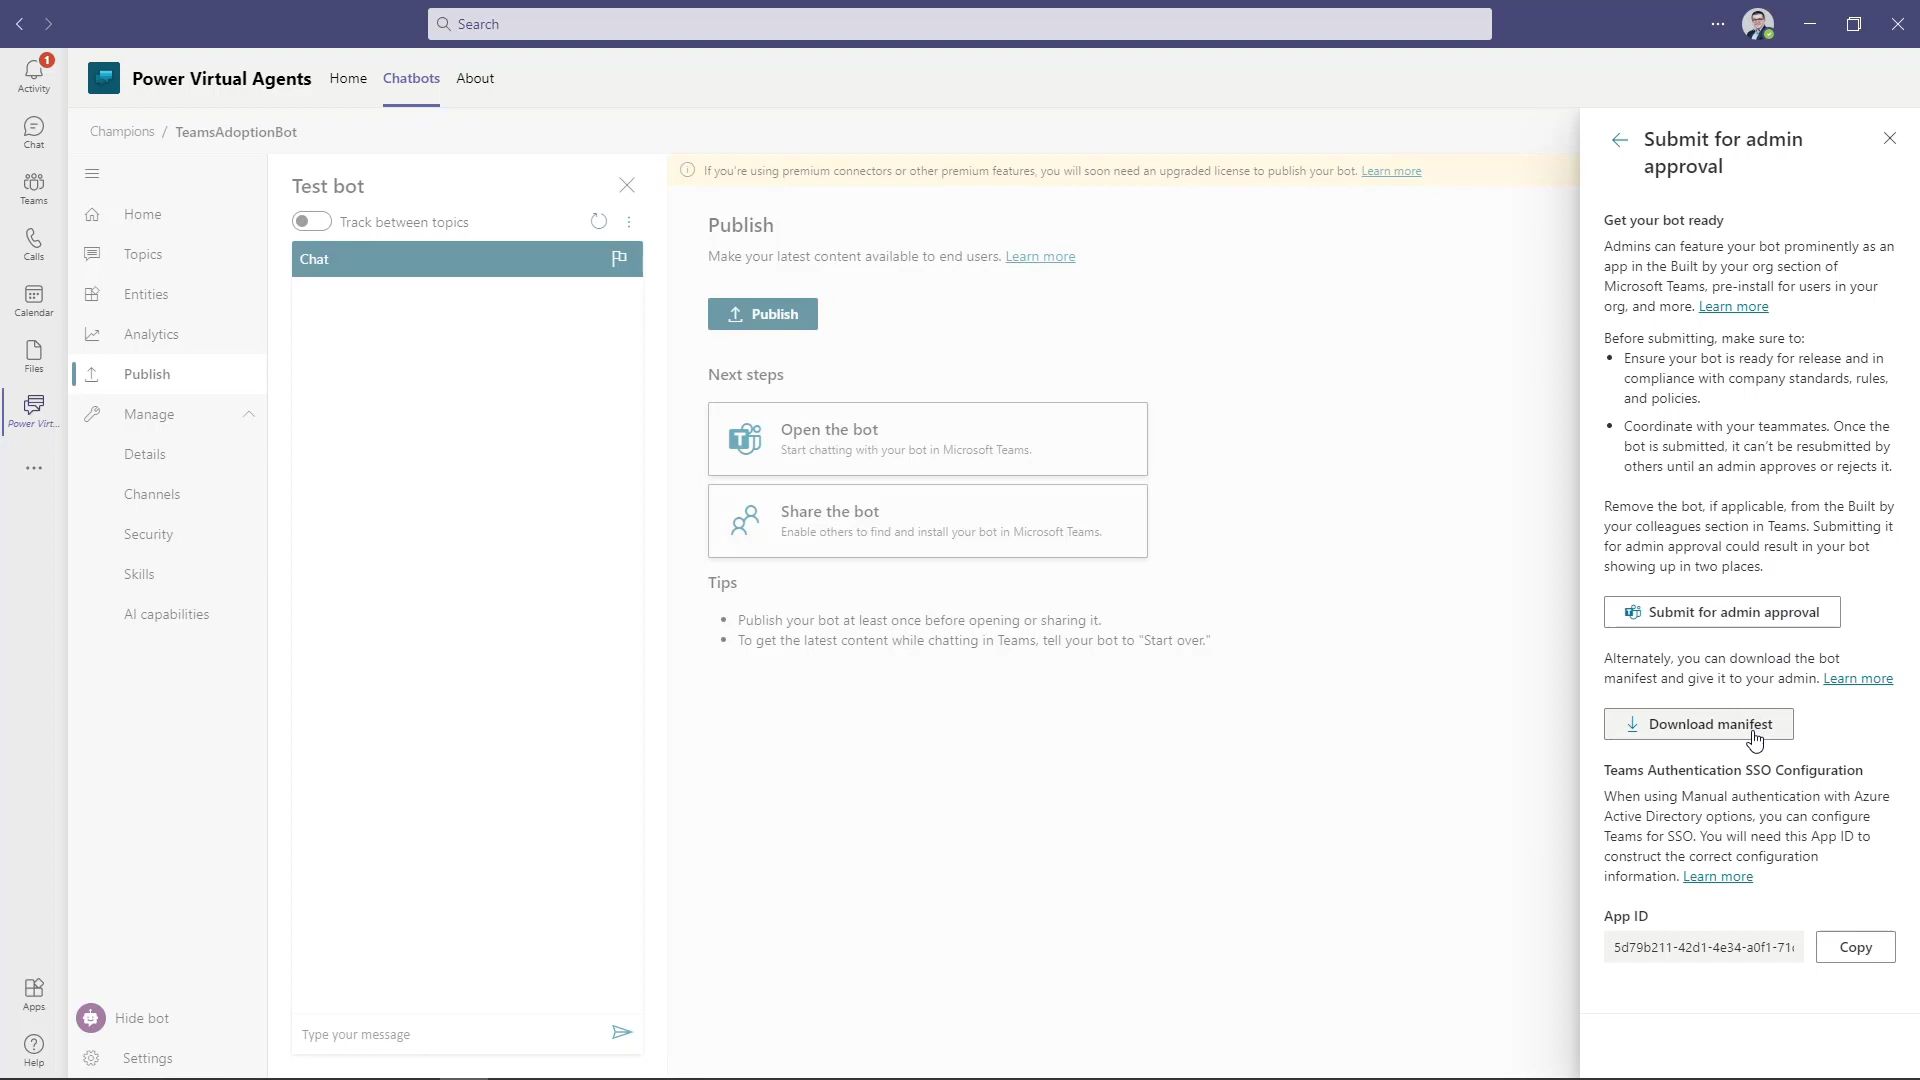 Search
1
Activity
Chat
Teams
Calls
Calendar
Files
Power Virt...
Apps
Help
Power Virtual Agents
Home
Chatbots
About
Champions / TeamsAdoptionBot
Home
Topics
Entities
Analytics
Publish
Manage
Details
Channels
Security
Skills
AI capabilities
Hide bot
Settings
Test bot
Track between topics
Chat
Type your message
If you're using premium connectors or other premium features, you will soon need an upgraded license to publish your bot. Learn more
Publish
Make your latest content available to end users. Learn more
Publish
Next steps
Open the bot
Start chatting with your bot in Microsoft Teams.
Share the bot
Enable others to find and install your bot in Microsoft Teams.
Tips
• Publish your bot at least once before opening or sharing it.
• To get the latest content while chatting in Teams, tell your bot to "Start over."
Submit for admin
approval
Get your bot ready
Admins can feature your bot prominently as an
app in the Built by your org section of
Microsoft Teams, pre-install for users in your
org, and more. Learn more
Before submitting, make sure to:
• Ensure your bot is ready for release and in
compliance with company standards, rules,
and policies.
• Coordinate with your teammates. Once the
bot is submitted, it can't be resubmitted by
others until an admin approves or rejects it.
Remove the bot, if applicable, from the Built by
your colleagues section in Teams. Submitting it
for admin approval could result in your bot
showing up in two places.
Submit for admin approval
Alternately, you can download the bot
manifest and give it to your admin. Learn more
Download manifest
Teams Authentication SSO Configuration
When using Manual authentication with Azure
Active Directory options, you can configure
Teams for SSO. You will need this App ID to
construct the correct configuration
information. Learn more
App ID
5d79b211-42d1-4e34-a0f1-71
Copy